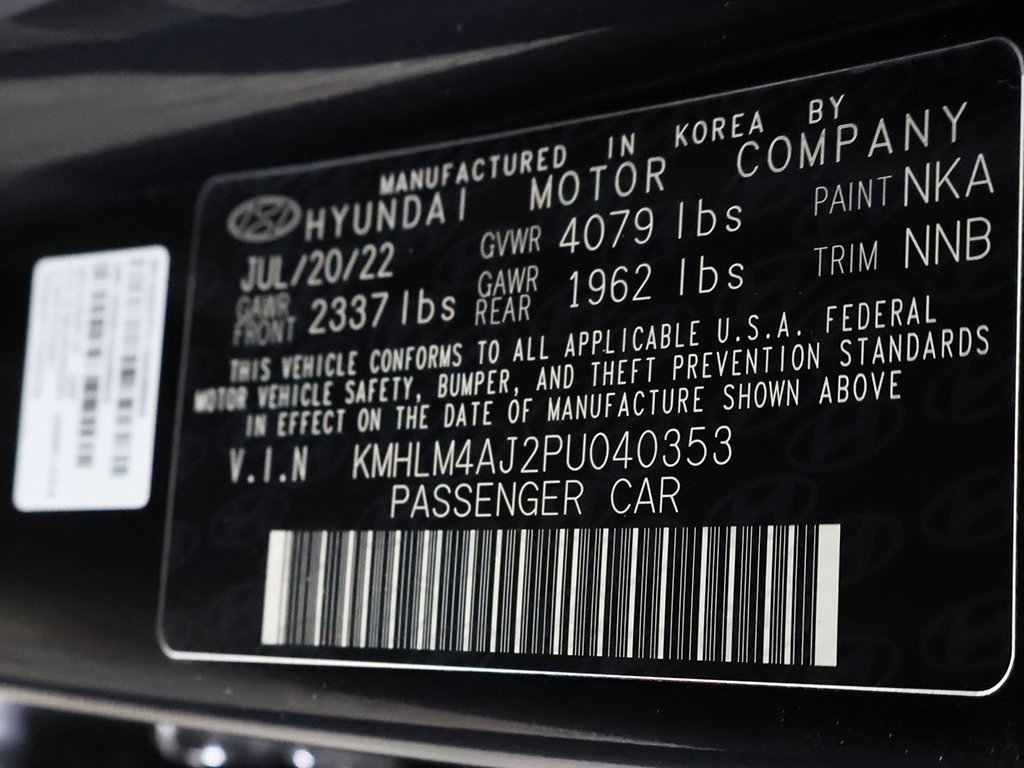 MANUFACTURED IN KOREA BY
HYUNDAI MOTOR COMPANY
JUL/20/22 GVWR 4079 lbs PAINT NKA
GAWR FRONT 2337 lbs GAWR REAR 1962 lbs TRIM NNB
THIS VEHICLE CONFORMS TO ALL APPLICABLE U.S.A. FEDERAL
MOTOR VEHICLE SAFETY, BUMPER, AND THEFT PREVENTION STANDARDS
IN EFFECT ON THE DATE OF MANUFACTURE SHOWN ABOVE
V.I.N KMHLM4AJ2PU040353
PASSENGER CAR